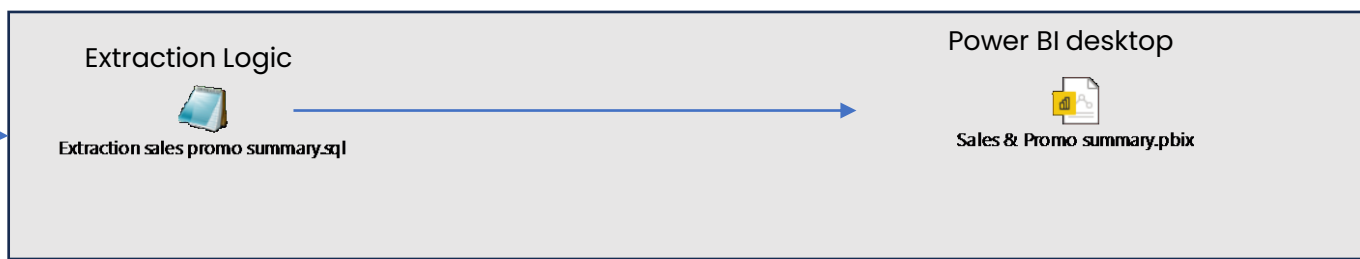 Extraction Logic
Extraction sales promo summary.sql
Power BI desktop
Sales & Promo summary.pbix